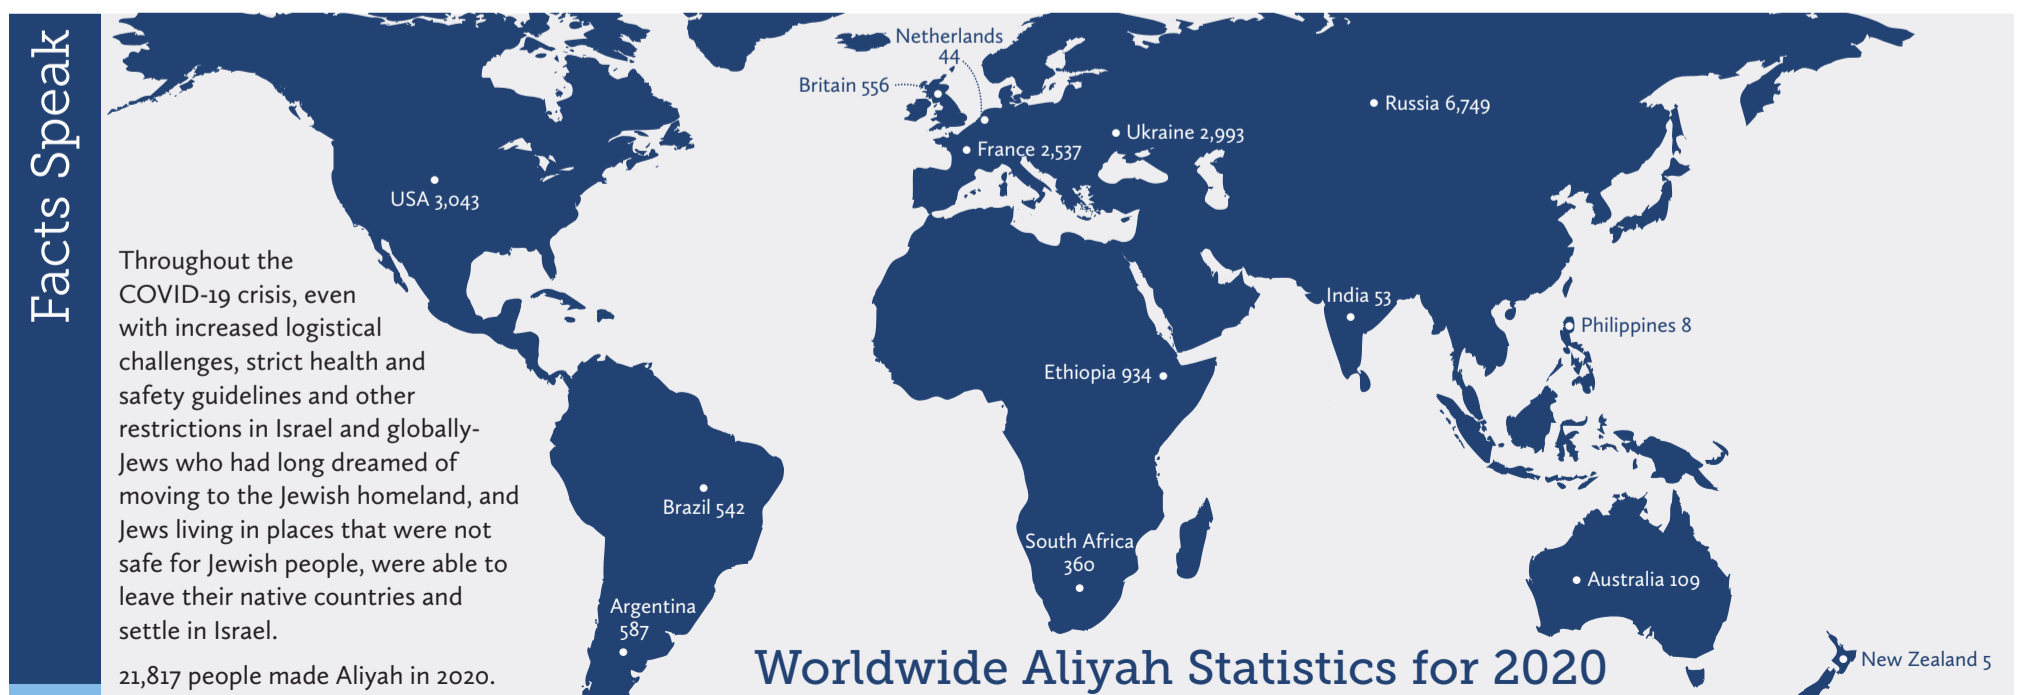 Facts Speak
Netherlands
44
Britain 556
Russia 6,749
Ukraine 2,993
France 2,537
USA 3,043
Throughout the
COVID-19 crisis, even
with increased logistical
challenges, strict health and
safety guidelines and other
restrictions in Israel and globally-
Jews who had long dreamed of
moving to the Jewish homeland, and
Jews living in places that were not
safe for Jewish people, were able to
leave their native countries and
settle in Israel.
21,817 people made Aliyah in 2020.
India 53
Philippines 8
Ethiopia 934
Brazil 542
South Africa
360
Australia 109
Argentina
587
New Zealand 5
Worldwide Aliyah Statistics for 2020